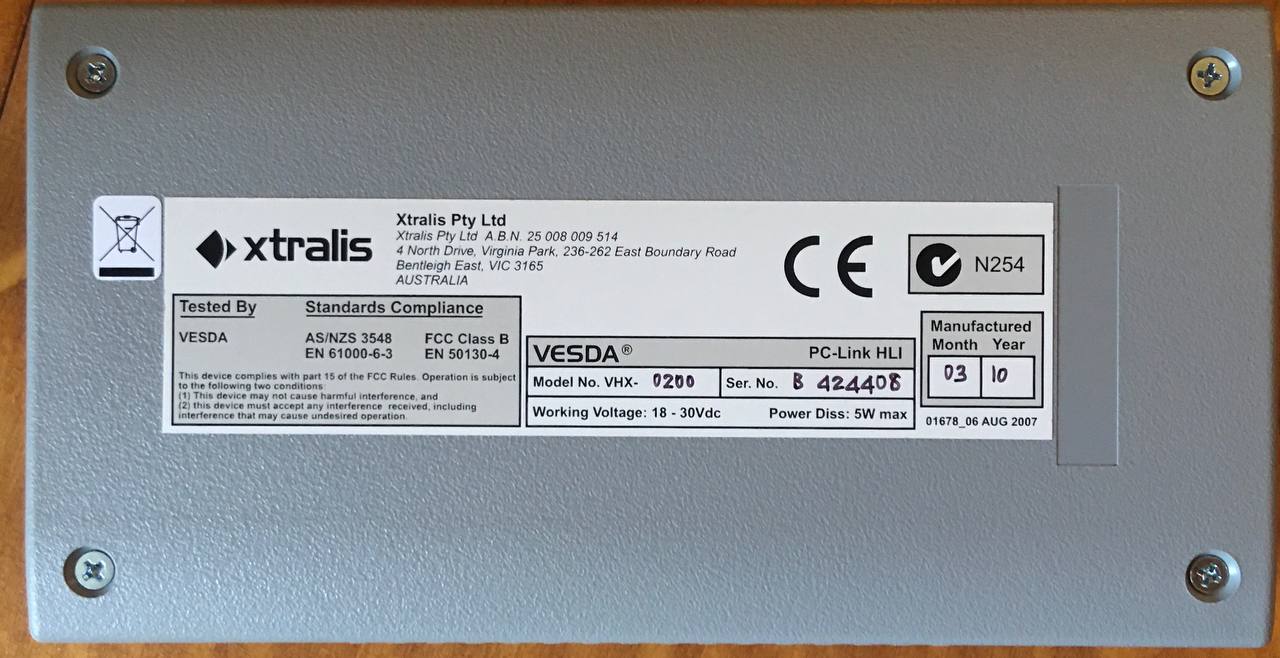 xtralis
Xtralis Pty Ltd
Xtralis Pty Ltd A.B.N. 25 008 009 514
4 North Drive, Virginia Park, 236-262 East Boundary Road
Bentleigh East, VIC 3165
AUSTRALIA
CE
N254
Tested By Standards Compliance
VESDA AS/NZS 3548 FCC Class B
EN 61000-6-3 EN 50130-4
This device complies with part 15 of the FCC Rules. Operation is subject
to the following two conditions:
(1) This device may not cause harmful interference, and
(2) this device must accept any interference received, including
interference that may cause undesired operation.
VESDA® PC-Link HLI
Model No. VHX- 0200 Ser. No. B 424408
Working Voltage: 18 - 30Vdc Power Diss: 5W max
Manufactured
Month Year
03 10
01678_06 AUG 2007